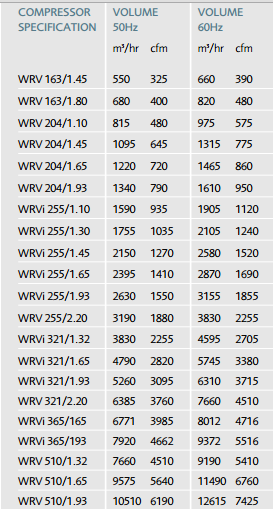 COMPRESSOR VOLUME VOLUME
SPECIFICATION 50Hz 60Hz
m³/hr cfm m³/hr cfm
WRV 163/1.45 550 325 660 390
WRV 163/1.80 680 400 820 480
WRV 204/1.10 815 480 975 575
WRV 204/1.45 1095 645 1315 775
WRV 204/1.65 1220 720 1465 860
WRV 204/1.93 1340 790 1610 950
WRVi 255/1.10 1590 935 1905 1120
WRVi 255/1.30 1755 1035 2105 1240
WRVi 255/1.45 2150 1270 2580 1520
WRVi 255/1.65 2395 1410 2870 1690
WRVi 255/1.93 2630 1550 3155 1855
WRV 255/2.20 3190 1880 3830 2255
WRVi 321/1.32 3830 2255 4595 2705
WRVi 321/1.65 4790 2820 5745 3380
WRVi 321/1.93 5260 3095 6310 3715
WRV 321/2.20 6385 3760 7660 4510
WRVi 365/165 6771 3985 8012 4716
WRVi 365/193 7920 4662 9372 5516
WRV 510/1.32 7660 4510 9190 5410
WRV 510/1.65 9575 5640 11490 6760
WRV 510/1.93 10510 6190 12615 7425